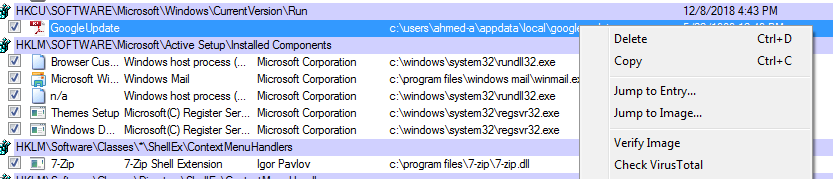 HKCU\SOFTWARE\Microsoft\Windows\CurrentVersion\Run 12/8/2018 4:43 PM
GoogleUpdate c:\users\ahmed-a\appdata\local\google
HKLM\SOFTWARE\Microsoft\Active Setup\Installed Components
Browser Cus... Windows host process (... Microsoft Corporation c:\windows\system32\rundll32.exe
Microsoft Wi... Windows Mail Microsoft Corporation c:\program files\windows mail\winmail.ex
n/a Windows host process (... Microsoft Corporation c:\windows\system32\rundll32.exe
Themes Setup Microsoft(C) Register Ser... Microsoft Corporation c:\windows\system32\regsvr32.exe
Windows D... Microsoft(C) Register Ser... Microsoft Corporation c:\windows\system32\regsvr32.exe
HKLM\Software\Classes\*\ShellEx\ContextMenuHandlers
7-Zip 7-Zip Shell Extension Igor Pavlov c:\program files\7-zip\7-zip.dll
Delete Ctrl+D
Copy Ctrl+C
Jump to Entry...
Jump to Image...
Verify Image
Check VirusTotal